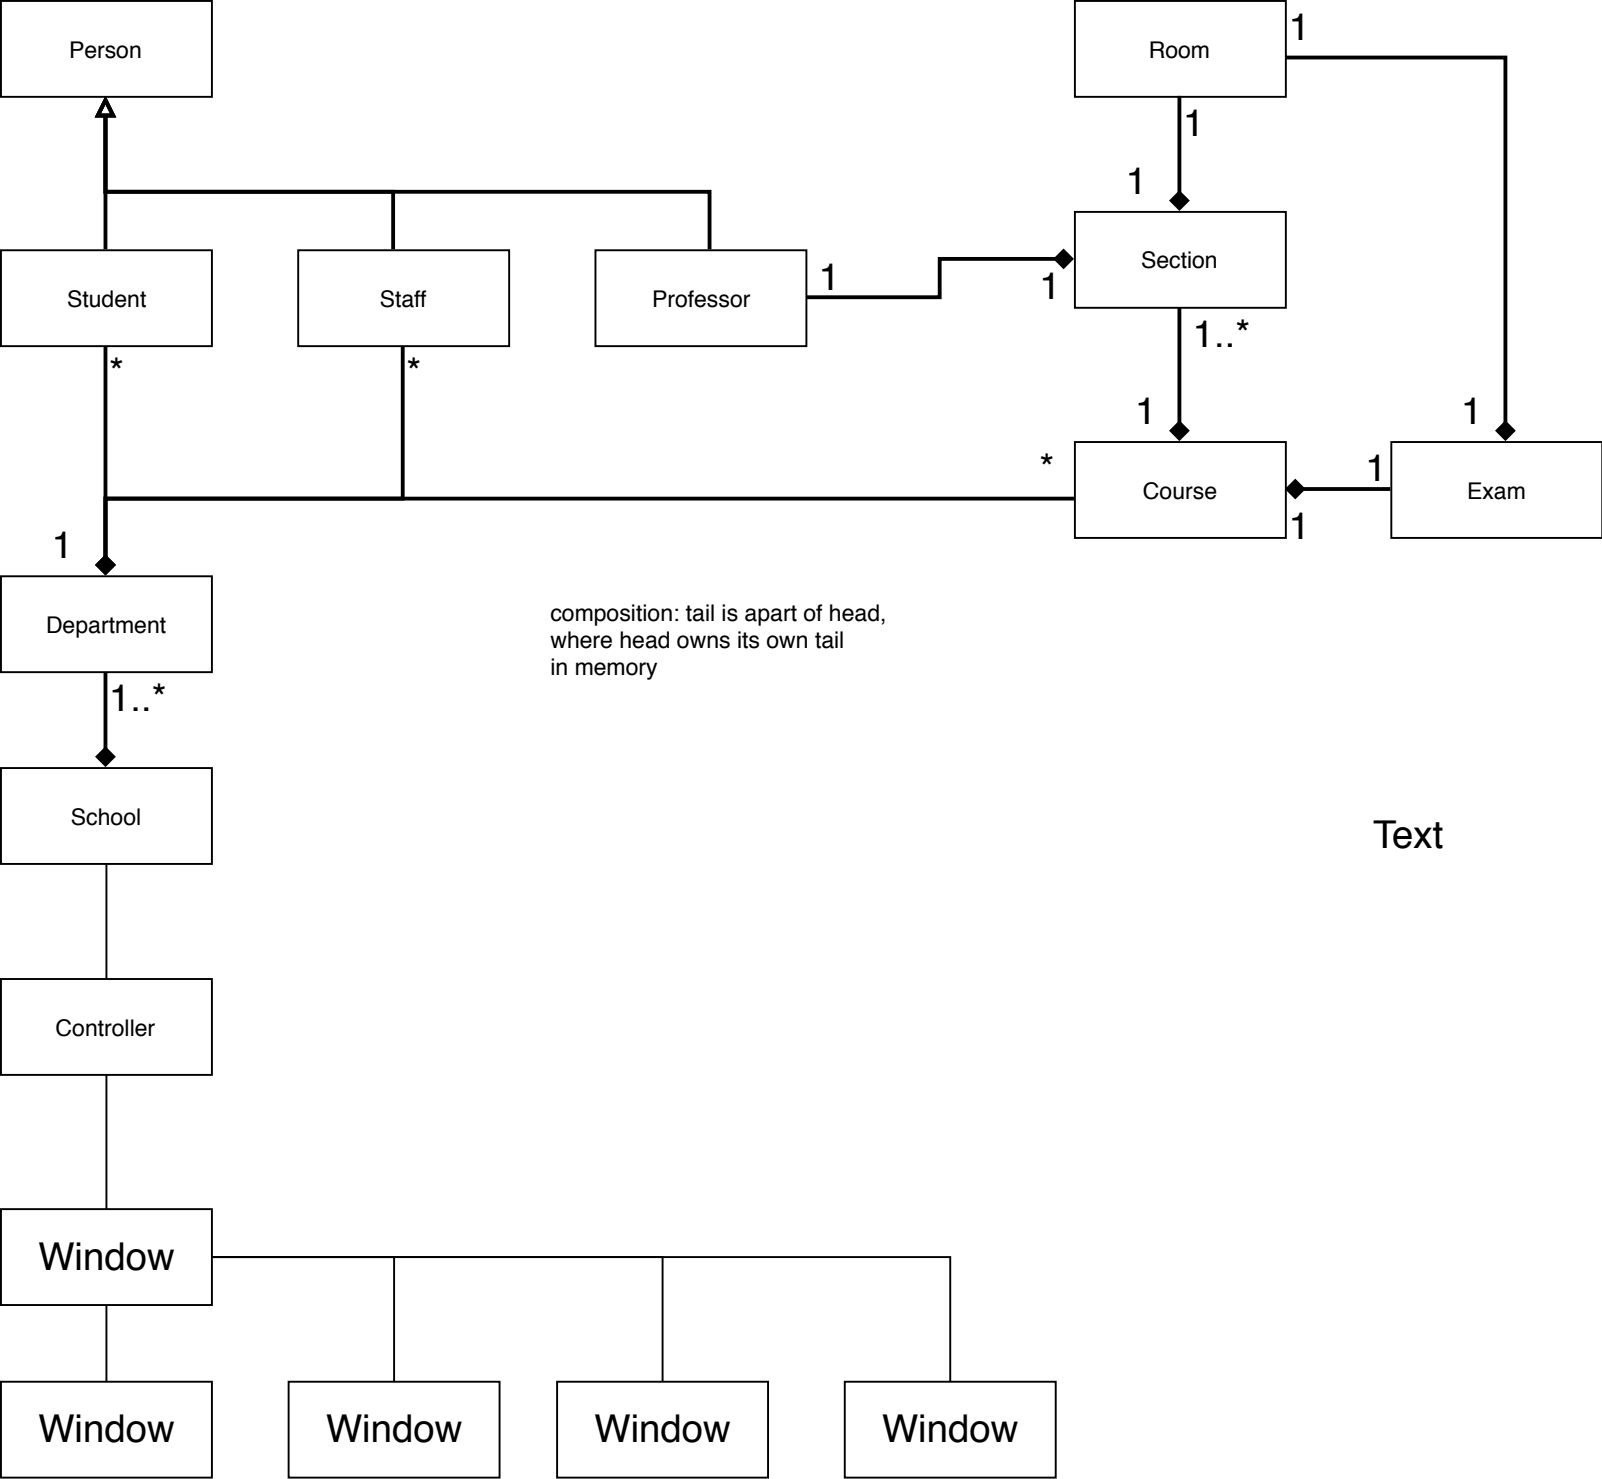 Person
Room
1
1
1
Student
Staff
Professor
1
1
Section
*
*
1..*
1
1
*
Course
1
1
Exam
1
Department
composition: tail is apart of head,
where head owns its own tail
in memory
1..*
School
Text
Controller
Window
Window
Window
Window
Window